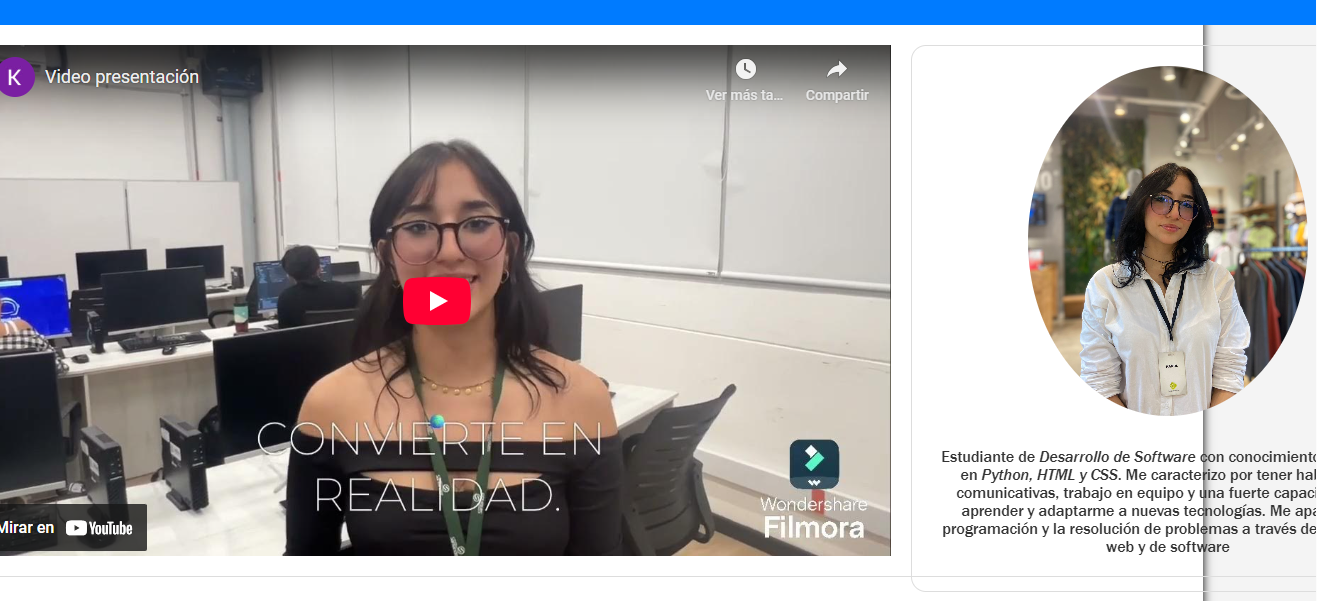 K
Video presentación
Ver más ta...
Compartir
CONVIERTE EN
REALIDAD.
Wondershare
Filmora
Mirar en YouTube
Estudiante de Desarrollo de Software con conocimiento
en Python, HTML y CSS. Me caracterizo por tener hal
comunicativas, trabajo en equipo y una fuerte capaci
aprender y adaptarme a nuevas tecnologías. Me apa
programación y la resolución de problemas a través de
web y de software